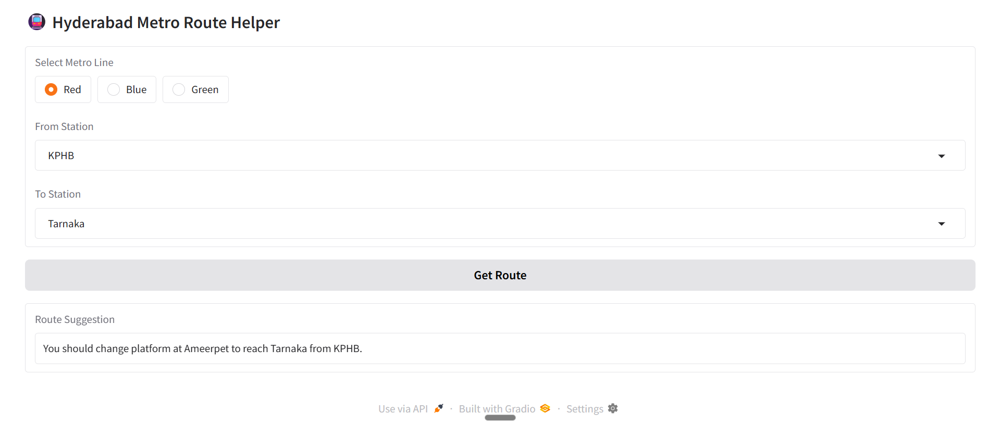 Hyderabad Metro Route Helper
Select Metro Line
Red Blue Green
From Station
KPHB
To Station
Tarnaka
Get Route
Route Suggestion
You should change platform at Ameerpet to reach Tarnaka from KPHB.
Use via API · Built with Gradio · Settings